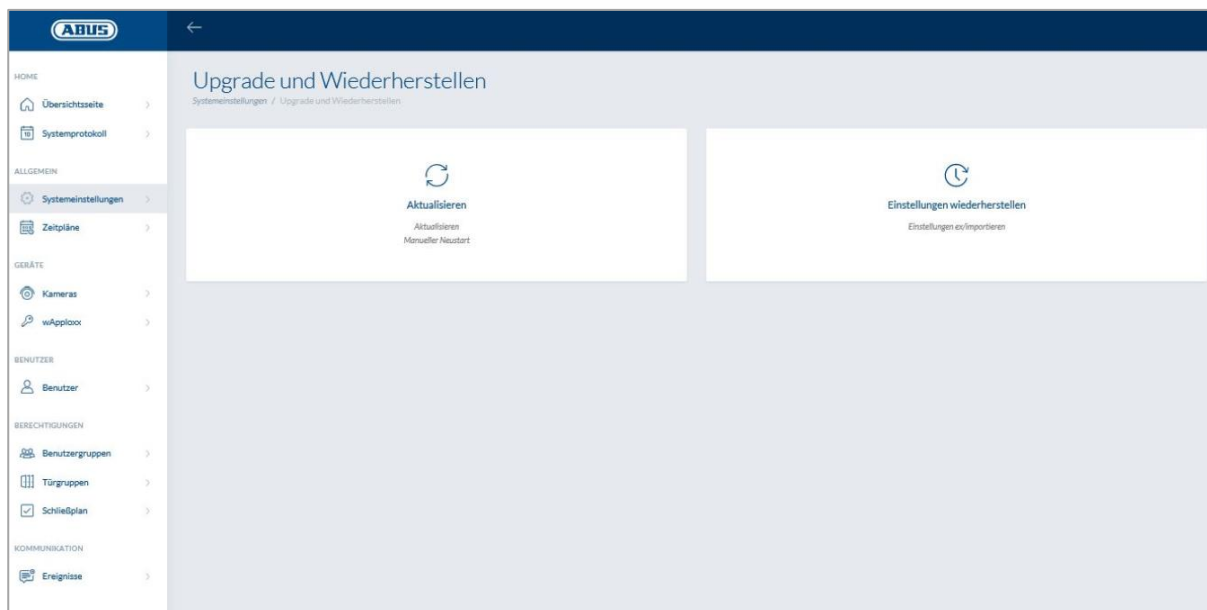 ABUS
HOME
Übersichtsseite
Systemprotokoll
ALLGEMEIN
Systemeinstellungen
Zeitpläne
GERÄTE
Kameras
wApploxx
BENUTZER
Benutzer
BERECHTIGUNGEN
Benutzergruppen
Türgruppen
Schließplan
KOMMUNIKATION
Ereignisse
Upgrade und Wiederherstellen
Systemeinstellungen / Upgrade und Wiederherstellen
Aktualisieren
Aktualisieren
Manueller Neustart
Einstellungen wiederherstellen
Einstellungen ex/importieren